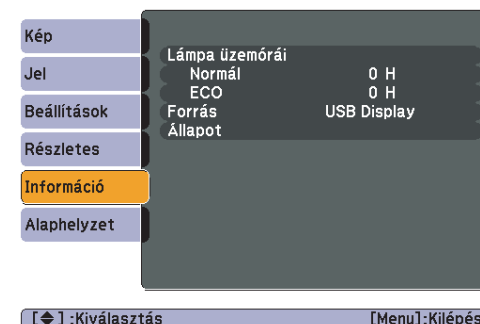 Kép
Jel
Beállítások
Részletes
Információ
Alaphelyzet
Lámpa üzemórái
Normál 0 H
ECO 0 H
Forrás USB Display
Állapot
[◆] :Kiválasztás [Menu]:Kilépés